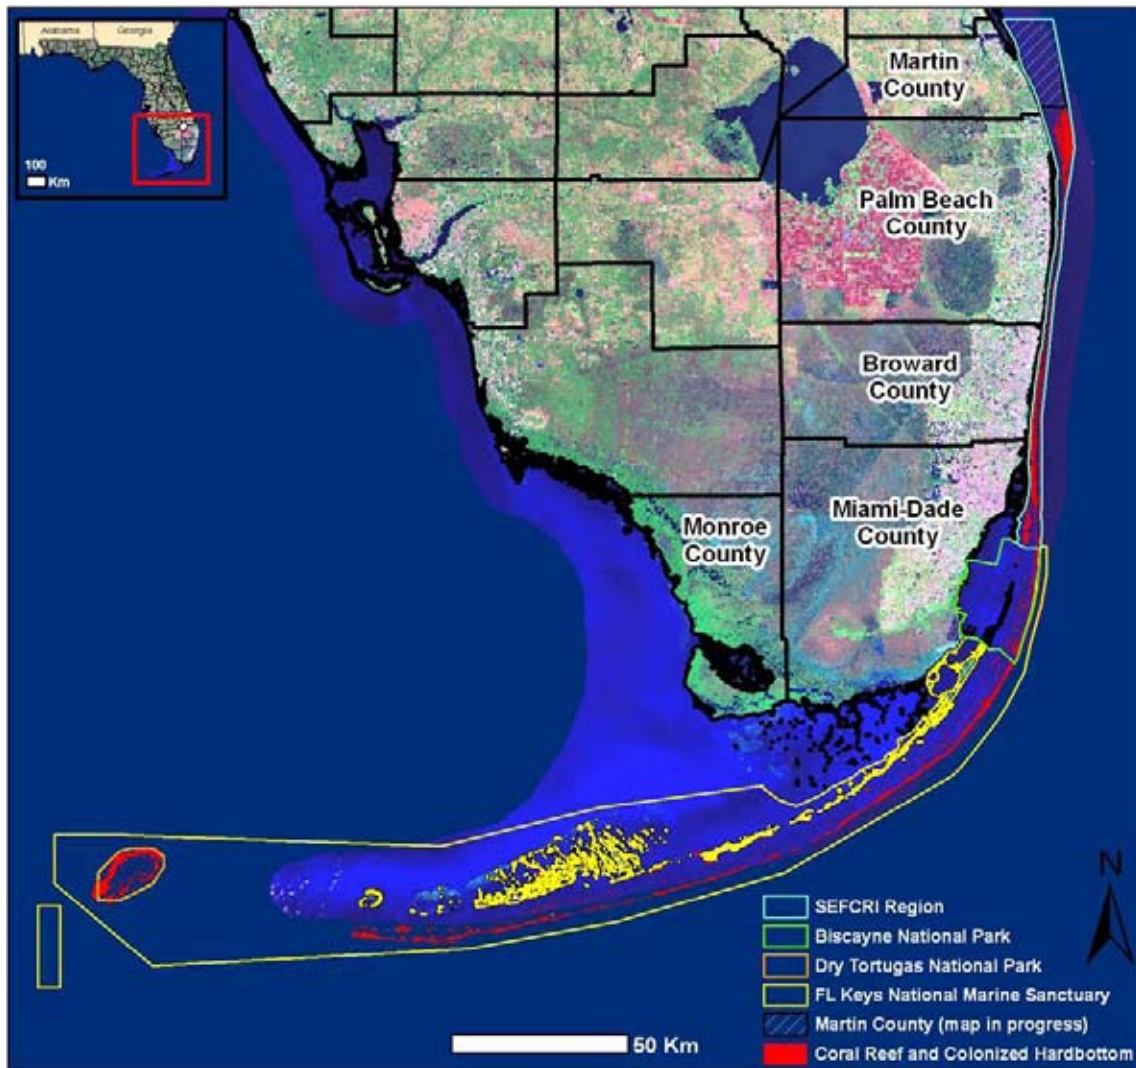 Alabama
Georgia
100
Km
Martin
County
Palm Beach
County
Broward
County
Miami-Dade
County
Monroe
County
N
SEFCRI Region
Biscayne National Park
Dry Tortugas National Park
FL Keys National Marine Sanctuary
Martin County (map in progress)
Coral Reef and Colonized Hardbottom
50 Km